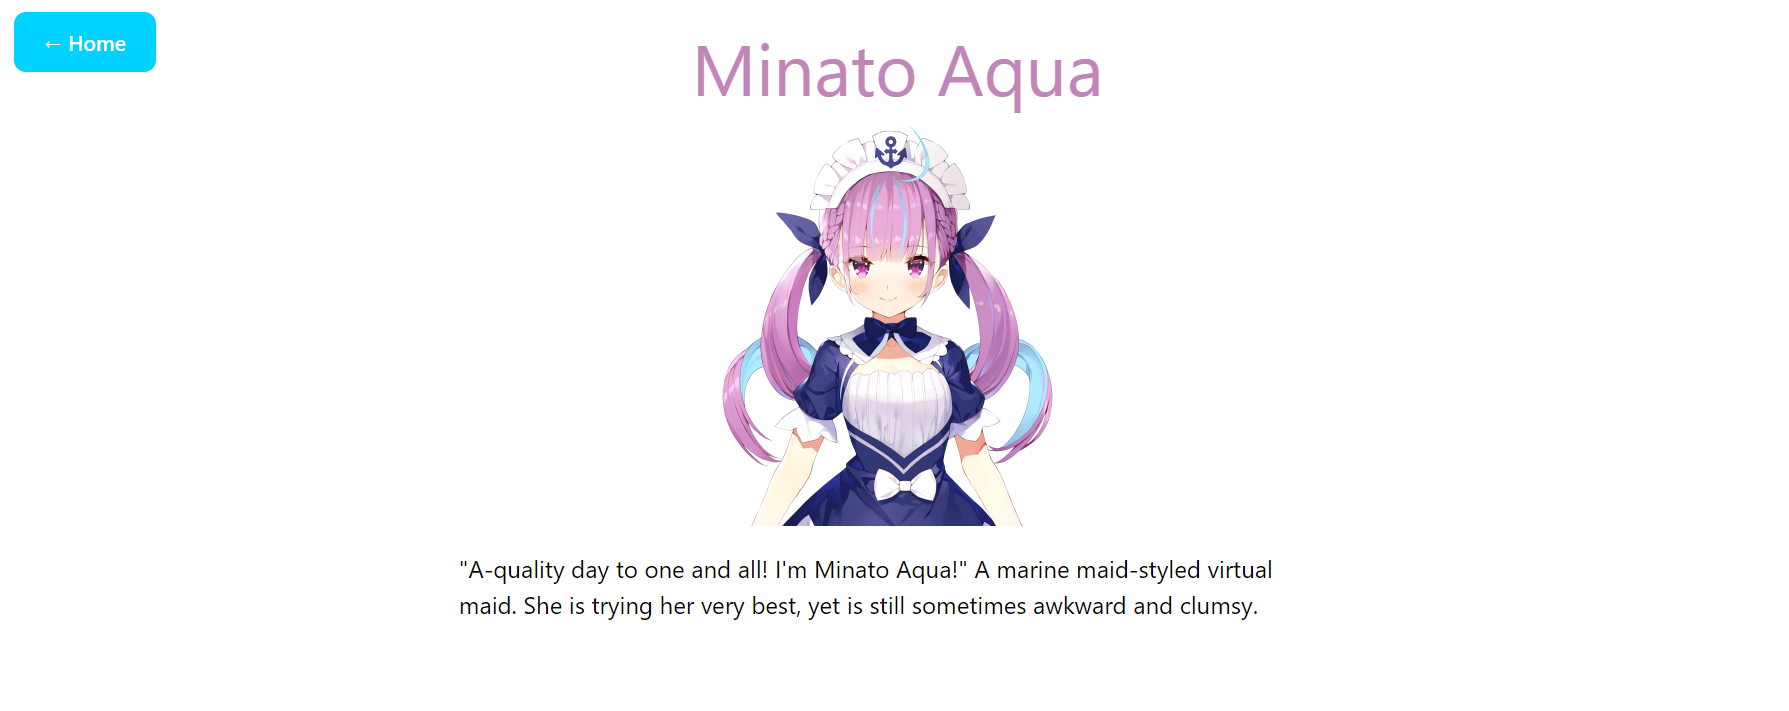 ← Home
Minato Aqua
"A-quality day to one and all! I'm Minato Aqua!" A marine maid-styled virtual
maid. She is trying her very best, yet is still sometimes awkward and clumsy.